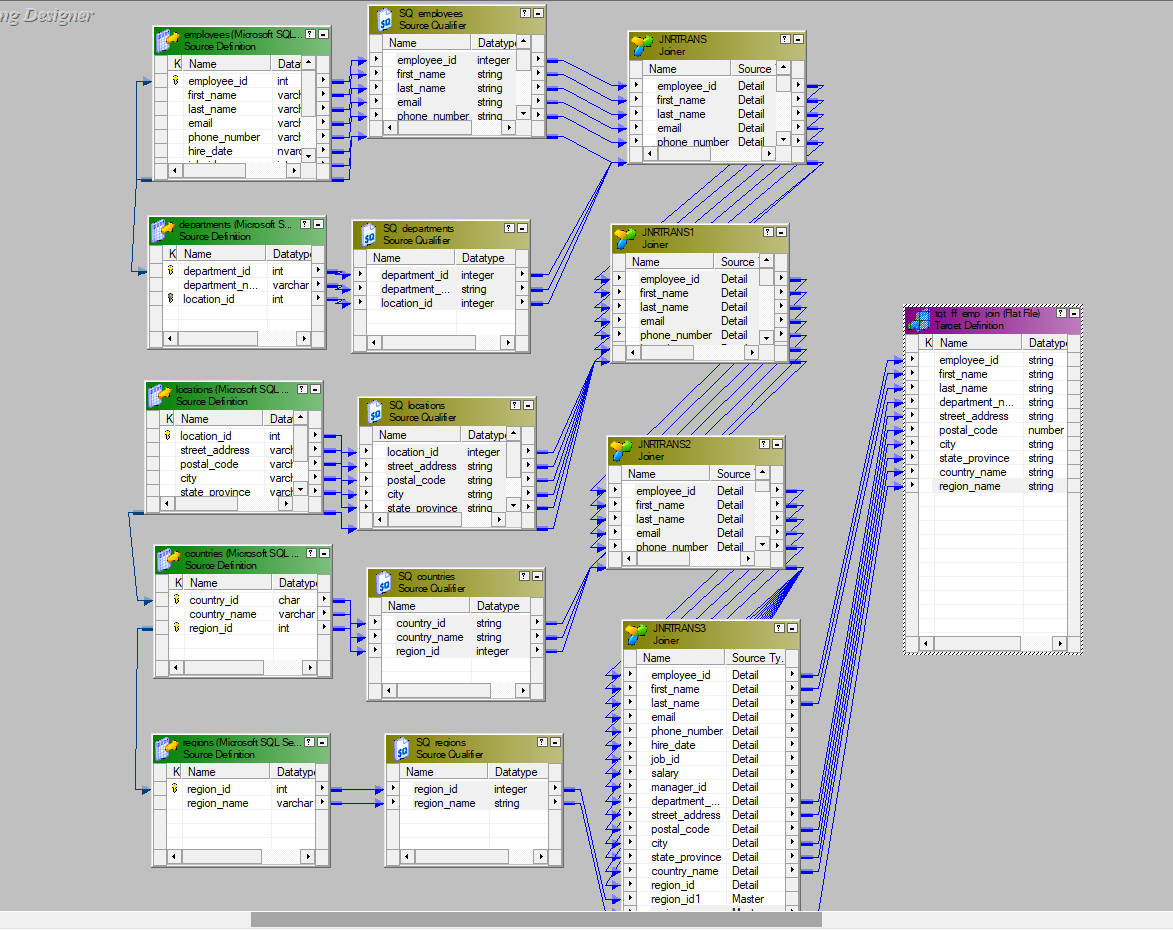 ng Designer
employees (Microsoft SQL...
Source Definition
K Name Data
employee_id int
first_name varch
last_name varch
email varch
phone_number varch
hire_date nvarc
SQ_employees
Source Qualifier
Name Datatyp
employee_id integer
first_name string
last_name string
email string
phone_number string
JNRTRANS
Joiner
Name Source
employee_id Detail
first_name Detail
last_name Detail
email Detail
phone_number Detail
departments (Microsoft S...
Source Definition
K Name Datatype
department_id int
department_n... varchar
location_id int
SQ_departments
Source Qualifier
Name Datatype
department_id integer
department_... string
location_id integer
JNRTRANS1
Joiner
Name Source
employee_id Detail
first_name Detail
last_name Detail
email Detail
phone_number Detail
tgt_ff_emp_join (Flat File)
Target Definition
K Name Datatyp
employee_id string
first_name string
last_name string
department_n... string
street_address string
postal_code number
city string
state_province string
country_name string
region_name string
locations (Microsoft SQL ...
Source Definition
K Name Data
location_id int
street_address varch
postal_code varch
city varch
state_province varch
SQ_locations
Source Qualifier
Name Datatyp
location_id integer
street_address string
postal_code string
city string
state_province string
JNRTRANS2
Joiner
Name Source
employee_id Detail
first_name Detail
last_name Detail
email Detail
phone_number Detail
countries (Microsoft SQL ...
Source Definition
K Name Datatyp
country_id char
country_name varchar
region_id int
SQ_countries
Source Qualifier
Name Datatype
country_id string
country_name string
region_id integer
JNRTRANS3
Joiner
Name Source Ty.
employee_id Detail
first_name Detail
last_name Detail
email Detail
phone_number Detail
hire_date Detail
job_id Detail
salary Detail
manager_id Detail
department_... Detail
street_address Detail
postal_code Detail
city Detail
state_province Detail
country_name Detail
region_id Detail
region_id1 Master
regions (Microsoft SQL Se...
Source Definition
K Name Datatyp
region_id int
region_name varchar
SQ_regions
Source Qualifier
Name Datatype
region_id integer
region_name string